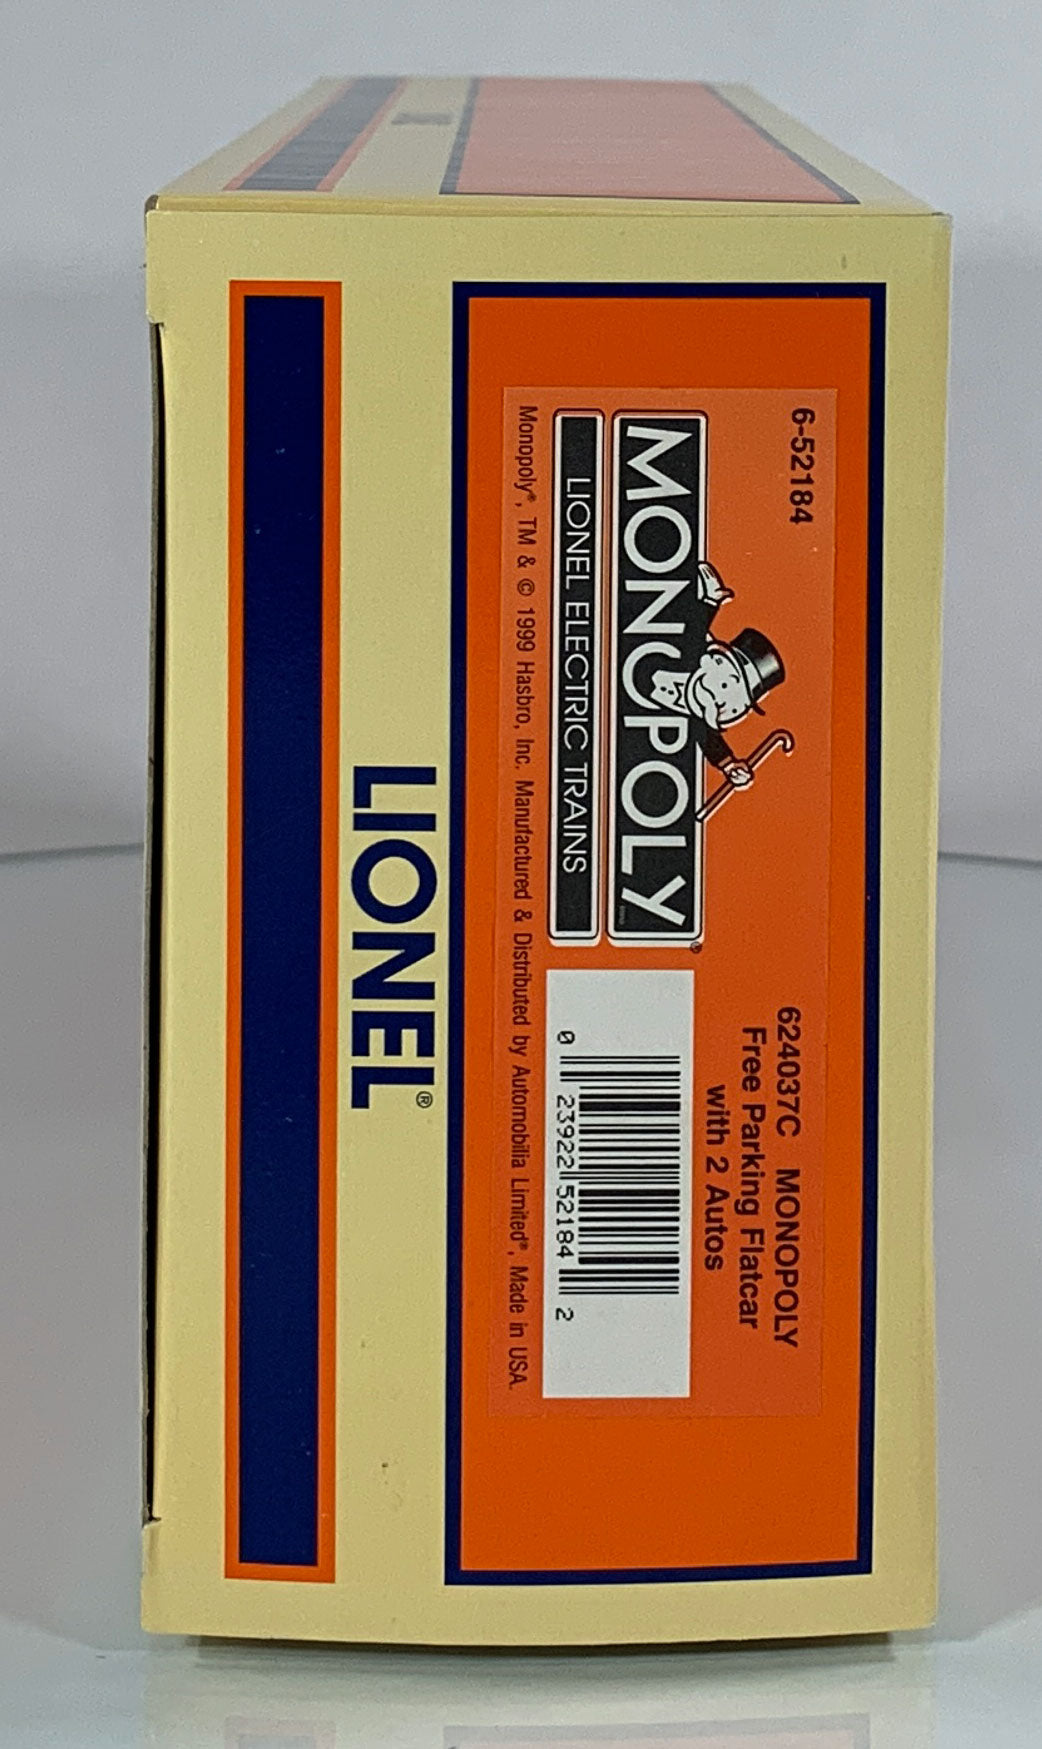 6-52184
MONOPOLY®
LIONEL ELECTRIC TRAINS
624037C MONOPOLY
Free Parking Flatcar
with 2 Autos
0 23922 52184 2
Monopoly®, TM & © 1999 Hasbro, Inc. Manufactured & Distributed by Automobilia Limited®, Made in USA.
LIONEL®